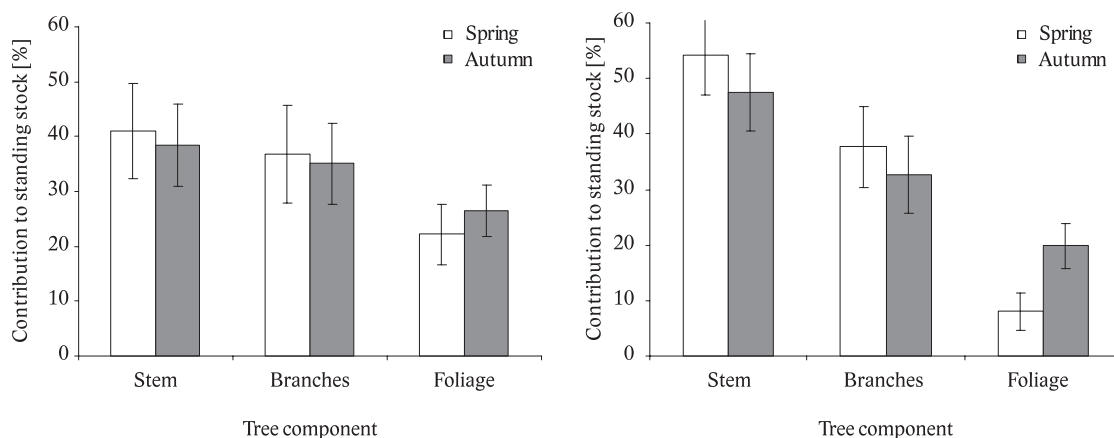 Contribution to standing stock [%]
60
50
40
30
20
10
0
Spring
Autumn
Stem
Branches
Foliage
Tree component
Contribution to standing stock [%]
60
50
40
30
20
10
0
Spring
Autumn
Stem
Branches
Foliage
Tree component